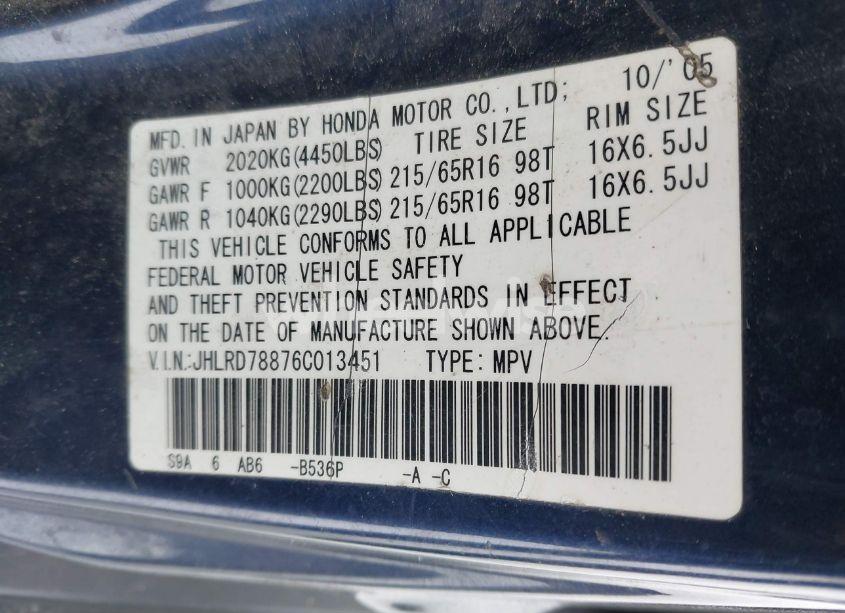 MFD. IN JAPAN BY HONDA MOTOR CO., LTD; 10/'05
GVWR 2020KG(4450LBS) TIRE SIZE RIM SIZE
GAWR F 1000KG(2200LBS) 215/65R16 98T 16X6.5JJ
GAWR R 1040KG(2290LBS) 215/65R16 98T 16X6.5JJ
THIS VEHICLE CONFORMS TO ALL APPLICABLE
FEDERAL MOTOR VEHICLE SAFETY
AND THEFT PREVENTION STANDARDS IN EFFECT
ON THE DATE OF MANUFACTURE SHOWN ABOVE.
V.I.N:JHLRD78876C013451 TYPE: MPV
S9A 6 AB6 -B536P -A -C